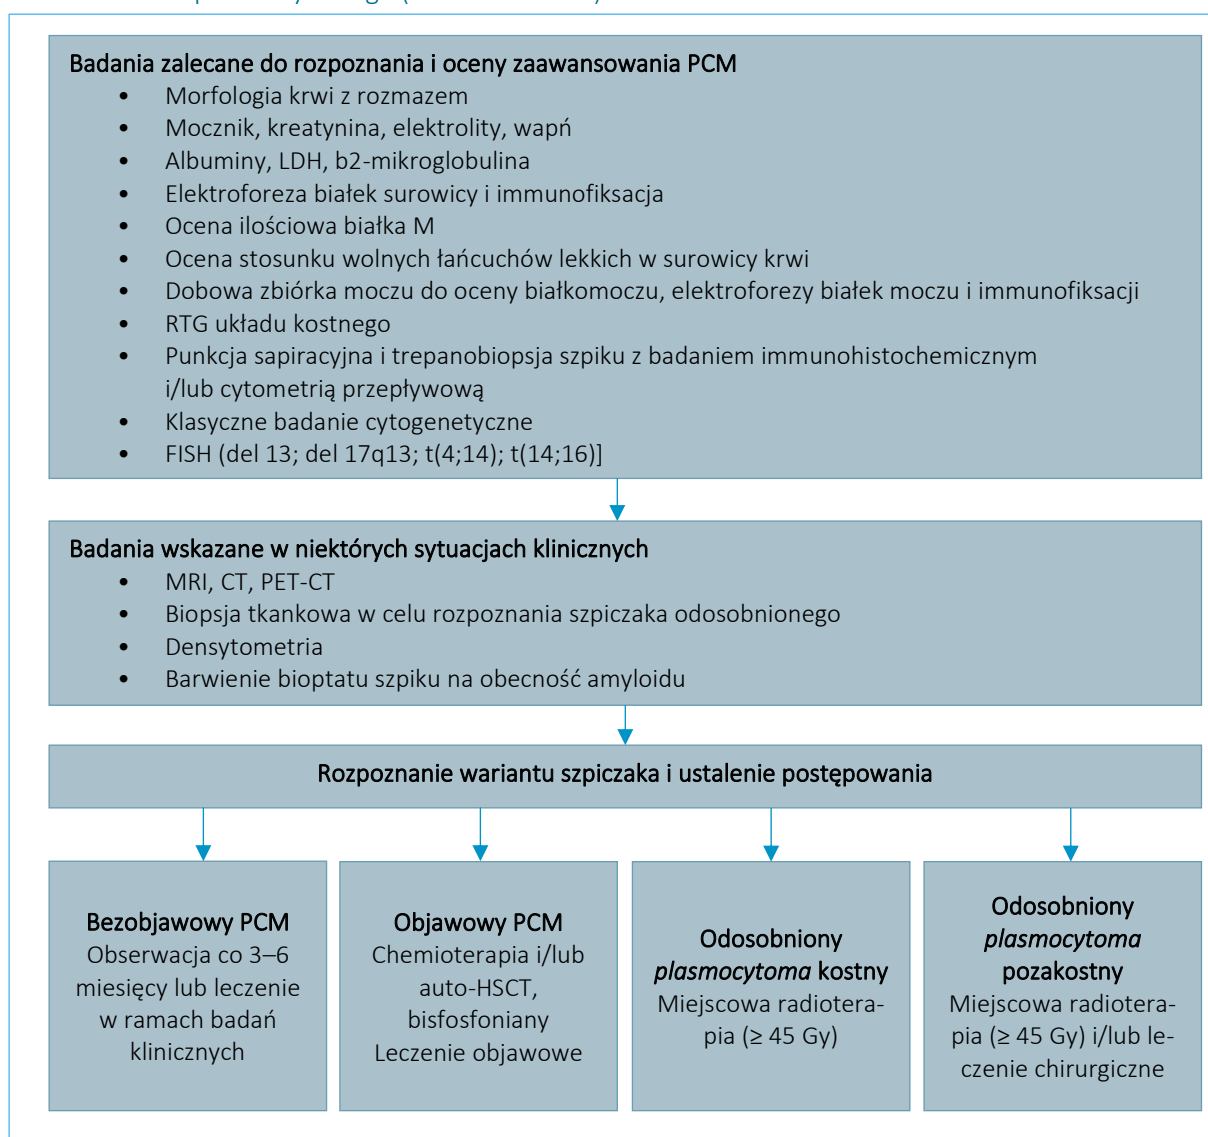 Badania zalecane do rozpoznania i oceny zaawansowania PCM
• Morfologia krwi z rozmazem
• Mocznik, kreatynina, elektrolity, wapń
• Albuminy, LDH, b2-mikroglobulina
• Elektroforeza białek surowicy i immunofiksacja
• Ocena ilościowa białka M
• Ocena stosunku wolnych łańcuchów lekkich w surowicy krwi
• Dobowa zbiórka moczu do oceny białkomoczu, elektroforezy białek moczu i immunofiksacji
• RTG układu kostnego
• Punkcja sapiracyjna i trepanobiopsja szpiku z badaniem immunohistochemicznym
i/lub cytometrią przepływową
• Klasyczne badanie cytogenetyczne
• FISH (del 13; del 17q13; t(4;14); t(14;16)]
Badania wskazane w niektórych sytuacjach klinicznych
• MRI, CT, PET-CT
• Biopsja tkankowa w celu rozpoznania szpiczaka odosobnionego
• Densytometria
• Barwienie bioptatu szpiku na obecność amyloidu
Rozpoznanie wariantu szpiczaka i ustalenie postępowania
Bezobjawowy PCM
Obserwacja co 3–6
miesięcy lub leczenie
w ramach badań
klinicznych
Objawowy PCM
Chemioterapia i/lub
auto-HSCT,
bisfosfoniany
Leczenie objawowe
Odosobniony
plasmocytoma kostny
Miejscowa radiotera-
pia (≥ 45 Gy)
Odosobniony
plasmocytoma
pozakostny
Miejscowa radiotera-
pia (≥ 45 Gy) i/lub le-
czenie chirurgiczne